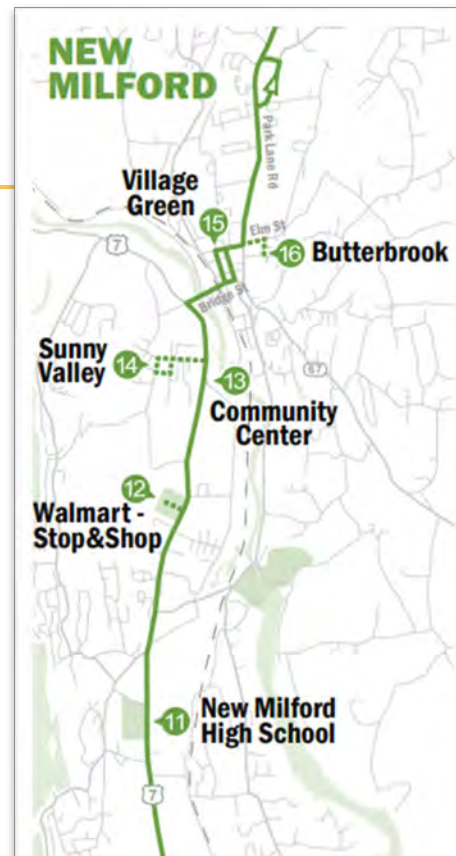 NEW
MILFORD
Park Lane Rd
Village
Green
15
Elm St
7
16 Butterbrook
Bridge St
Sunny
Valley
14
67
13
Community
Center
12
Walmart -
Stop&Shop
11
New Milford
High School
7